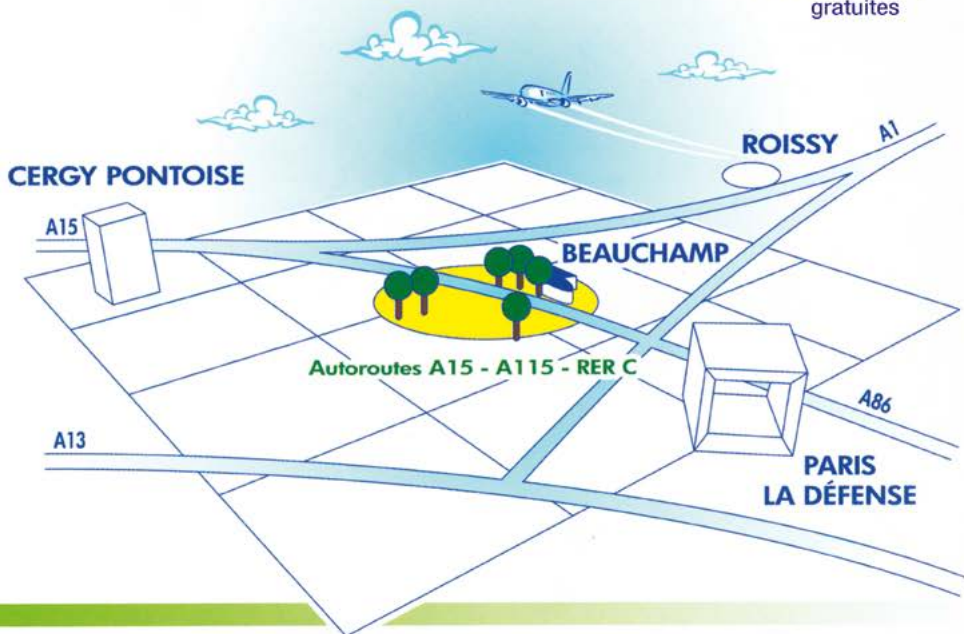 gratuites
ROISSY
A1
CERGY PONTOISE
A15
BEAUCHAMP
Autoroutes A15 - A115 - RER C
A13
A86
PARIS
LA DÉFENSE